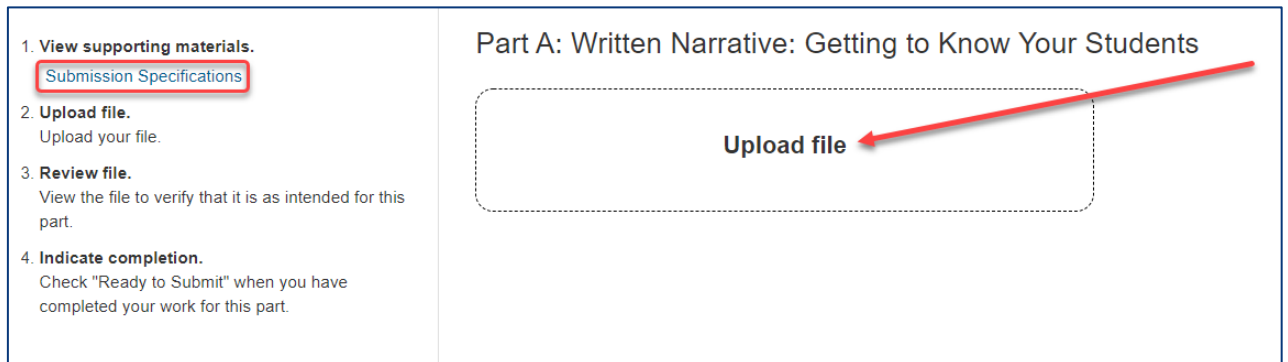 1. View supporting materials.
Submission Specifications
2. Upload file.
Upload your file.
3. Review file.
View the file to verify that it is as intended for this
part.
4. Indicate completion.
Check "Ready to Submit" when you have
completed your work for this part.
Part A: Written Narrative: Getting to Know Your Students
Upload file